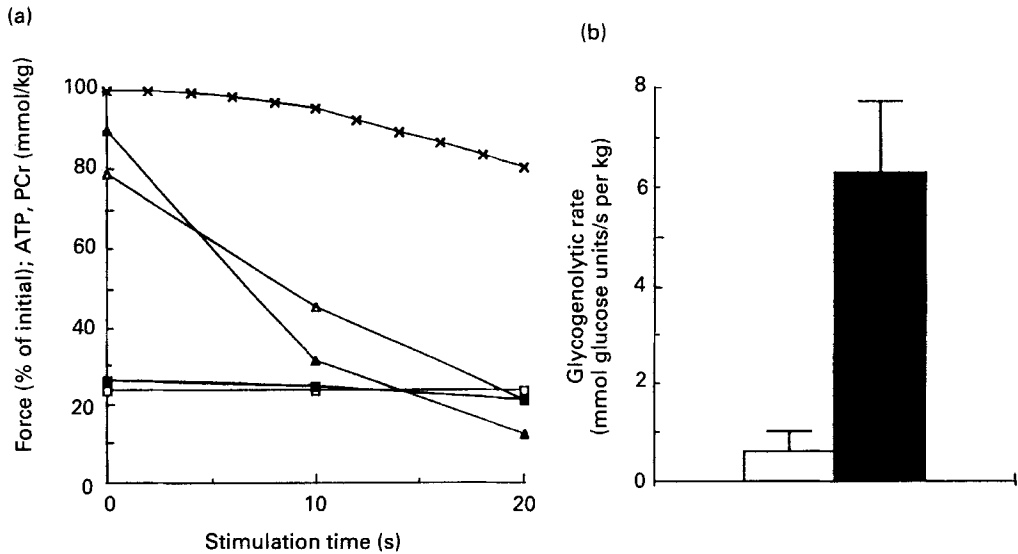 (a)
Force (% of initial); ATP, PCr (mmol/kg)
100
80
60
40
20
0
0
10
20
Stimulation time (s)
(b)
Glycogenolytic rate
(mmol glucose units/s per kg)
8
6
4
2
0